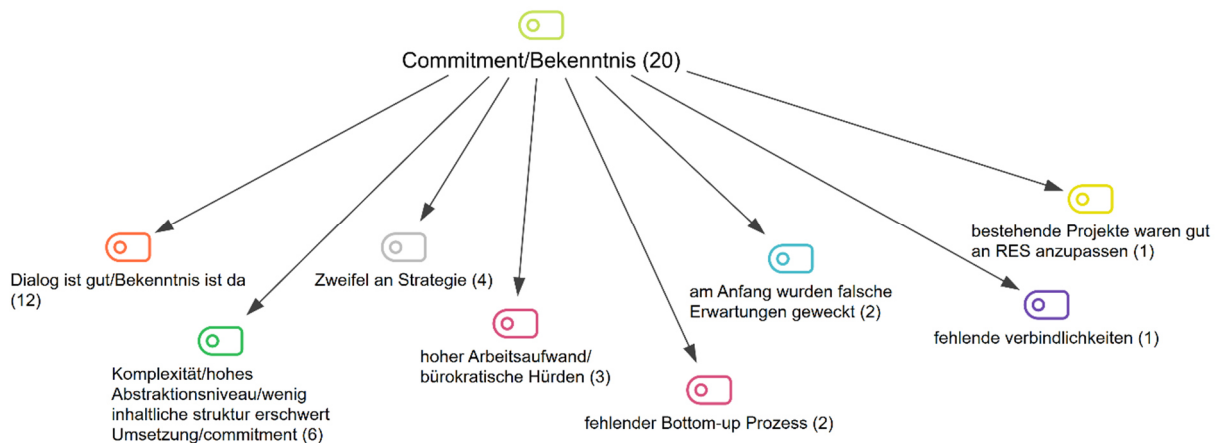 Commitment/Bekenntnis (20)
Dialog ist gut/Bekenntnis ist da
(12)
Komplexität/hohes
Abstraktionsniveau/wenig
inhaltliche struktur erschwert
Umsetzung/commitment (6)
Zweifel an Strategie (4)
hoher Arbeitsaufwand/
bürokratische Hürden (3)
fehlender Bottom-up Prozess (2)
am Anfang wurden falsche
Erwartungen geweckt (2)
fehlende verbindlichkeiten (1)
bestehende Projekte waren gut
an RES anzupassen (1)